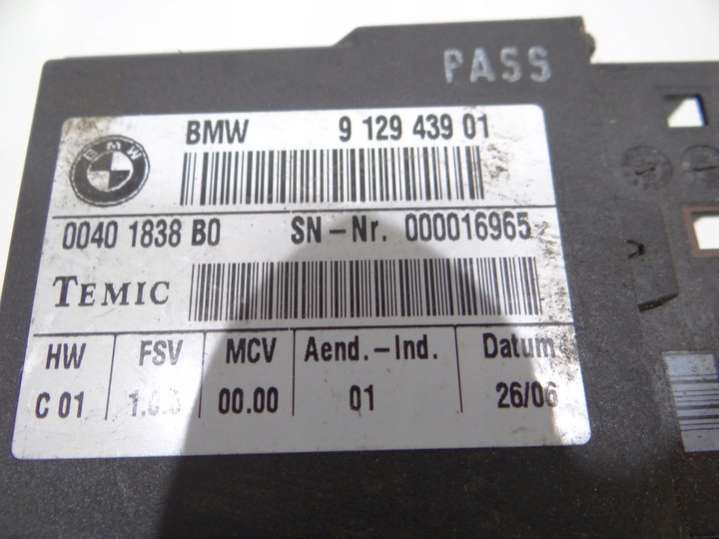 PASS
BMW
BMW 9 129 439 01
0040 1838 B0 SN-Nr. 000016965
TEMIC
HW FSV MCV Aend.-Ind. Datum
C 01 00.00 01 26/06